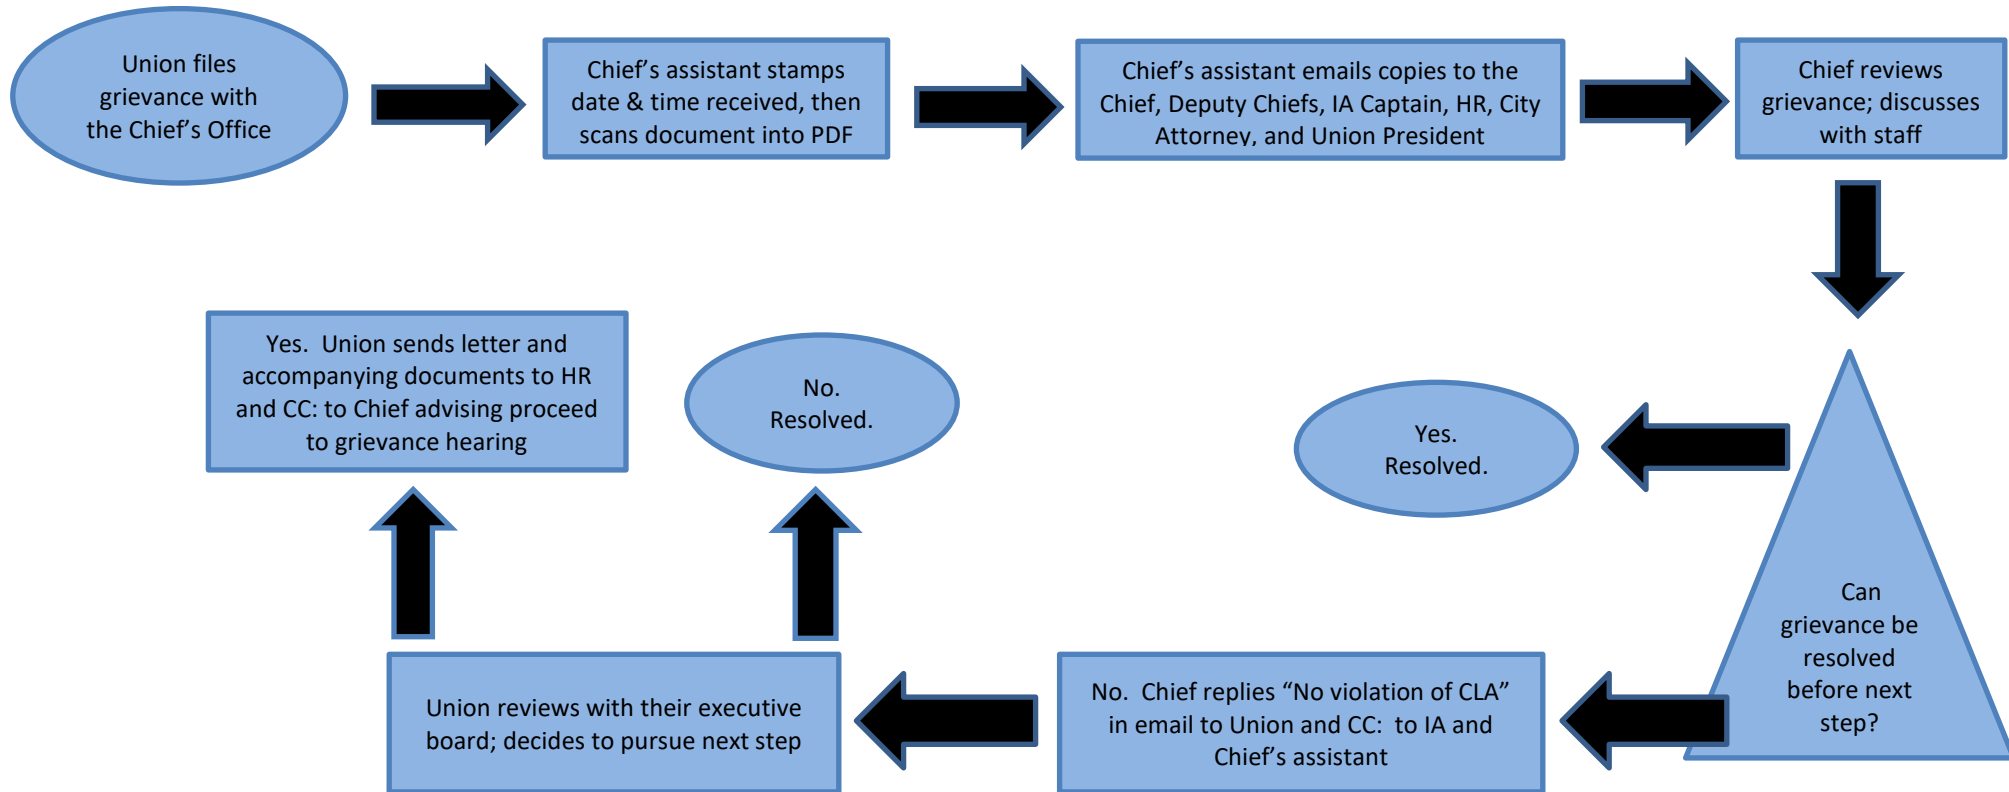 Union files
grievance with
the Chief’s Office
Chief’s assistant stamps
date & time received, then
scans document into PDF
Chief’s assistant emails copies to the
Chief, Deputy Chiefs, IA Captain, HR, City
Attorney, and Union President
Chief reviews
grievance; discusses
with staff
Can
grievance be
resolved
before next
step?
Yes.
Resolved.
No.  Chief replies “No violation of CLA”
in email to Union and CC:  to IA and
Chief’s assistant
Union reviews with their executive
board; decides to pursue next step
No.
Resolved.
Yes.  Union sends letter and
accompanying documents to HR
and CC: to Chief advising proceed
to grievance hearing